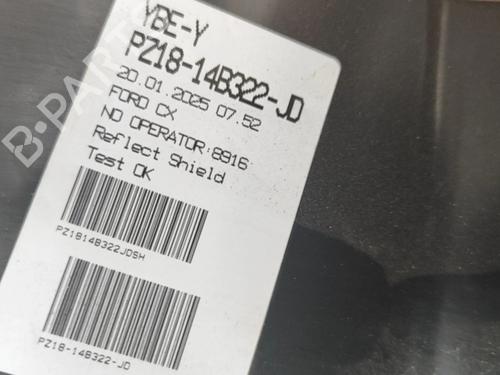 YBE-Y
PZ18-14B322-JD
20.01.2025 07.52
FORD CX
NO OPERATOR:8916
Reflect Shield
Test OK
PZ1814B322JDSH
PZ18-14B322-JD
B-PARTS